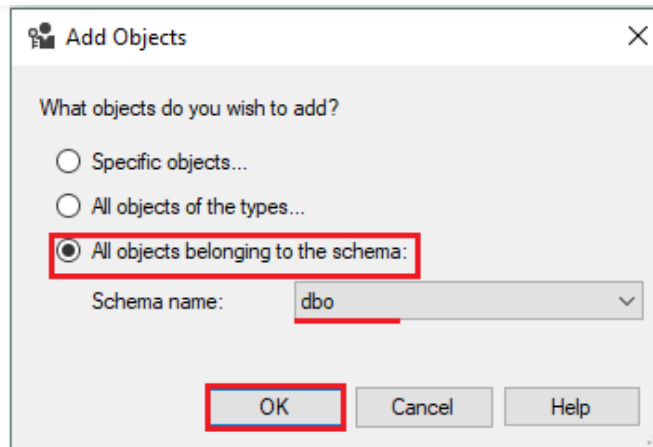 Add Objects
What objects do you wish to add?
Specific objects...
All objects of the types...
All objects belonging to the schema:
Schema name: dbo
OK Cancel Help